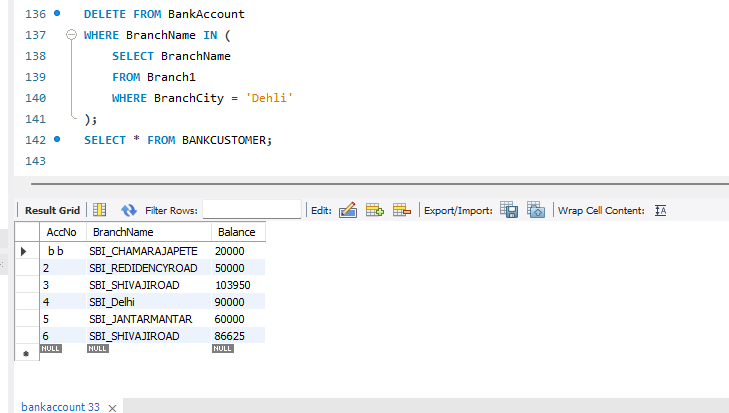 136 DELETE FROM BankAccount
137 WHERE BranchName IN (
138 SELECT BranchName
139 FROM Branch1
140 WHERE BranchCity = 'Dehli'
141 );
142 SELECT * FROM BANKCUSTOMER;
143
Result Grid Filter Rows: Edit: Export/Import: Wrap Cell Content:
AccNo BranchName Balance
b b SBI_CHAMARAJAPETE 20000
2 SBI_REDIDENCYROAD 50000
3 SBI_SHIVAJIROAD 103950
4 SBI_Delhi 90000
5 SBI_JANTARMANTAR 60000
6 SBI_SHIVAJIROAD 86625
NULL NULL NULL
bankaccount 33